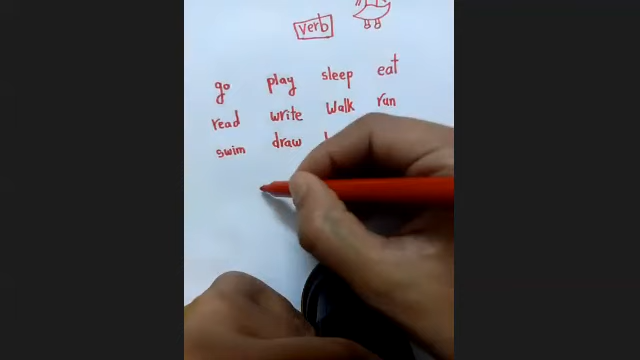 verb
go play sleep eat
read write Walk run
swim draw